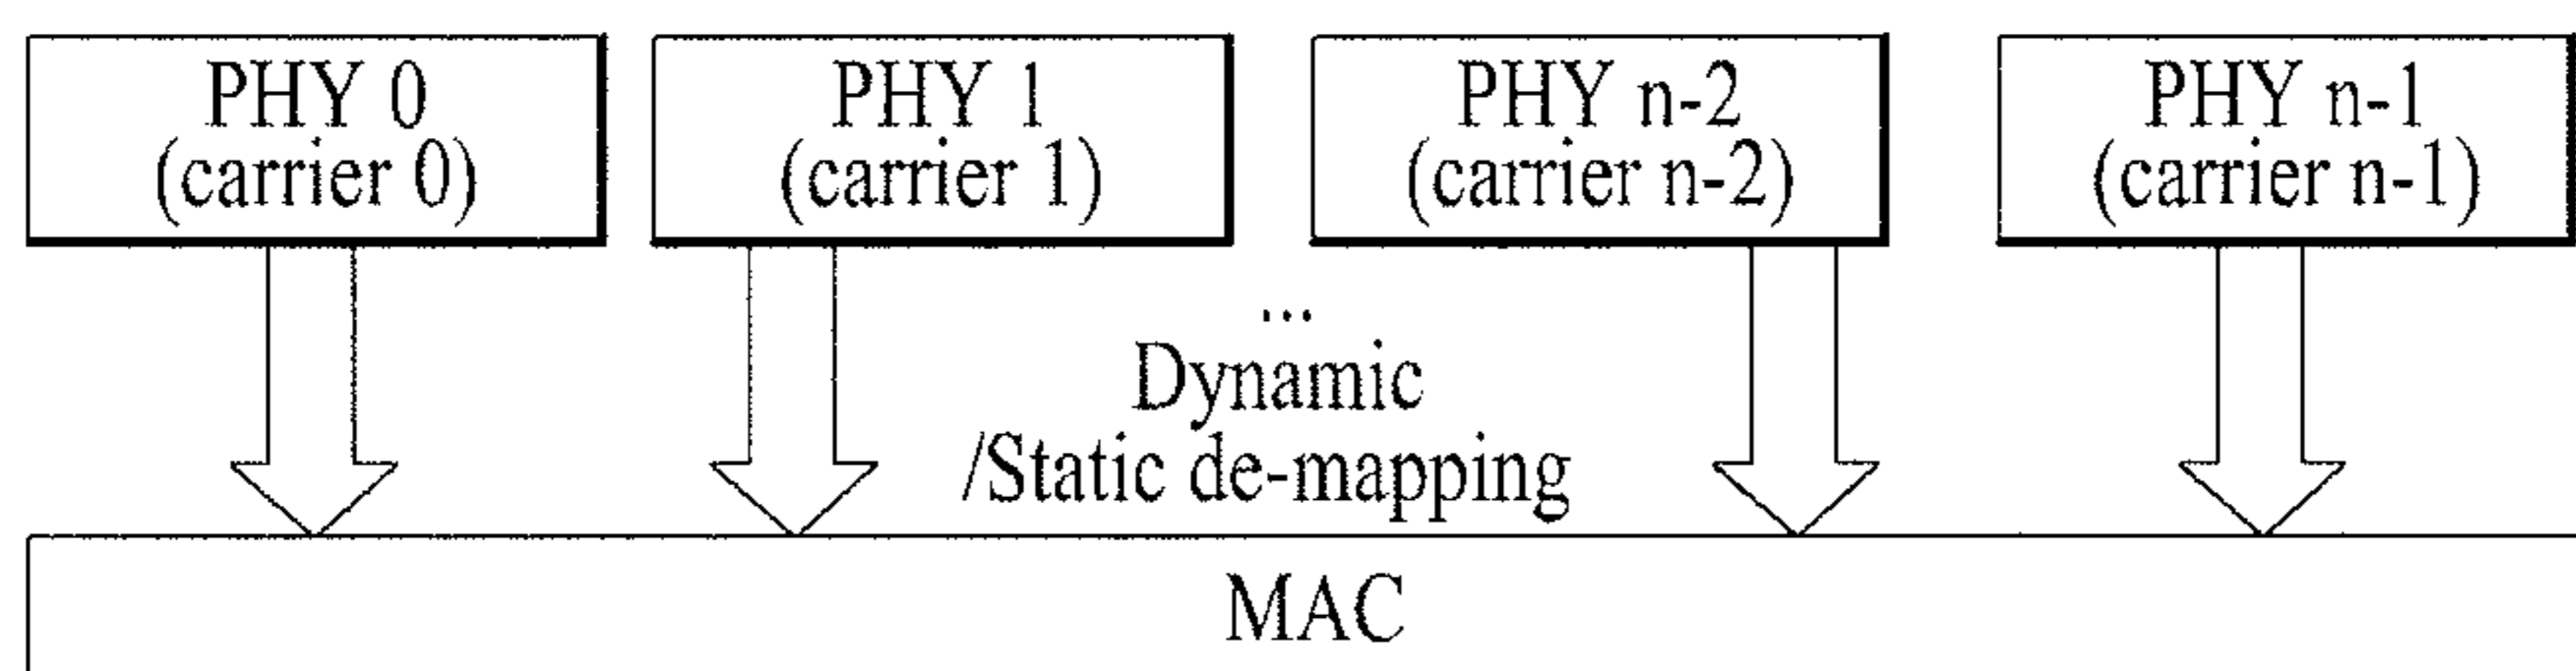 PHY 0
(carrier 0)
PHY 1
(carrier 1)
PHY n-2
(carrier n-2)
PHY n-1
(carrier n-1)
...
Dynamic
/Static de-mapping
MAC